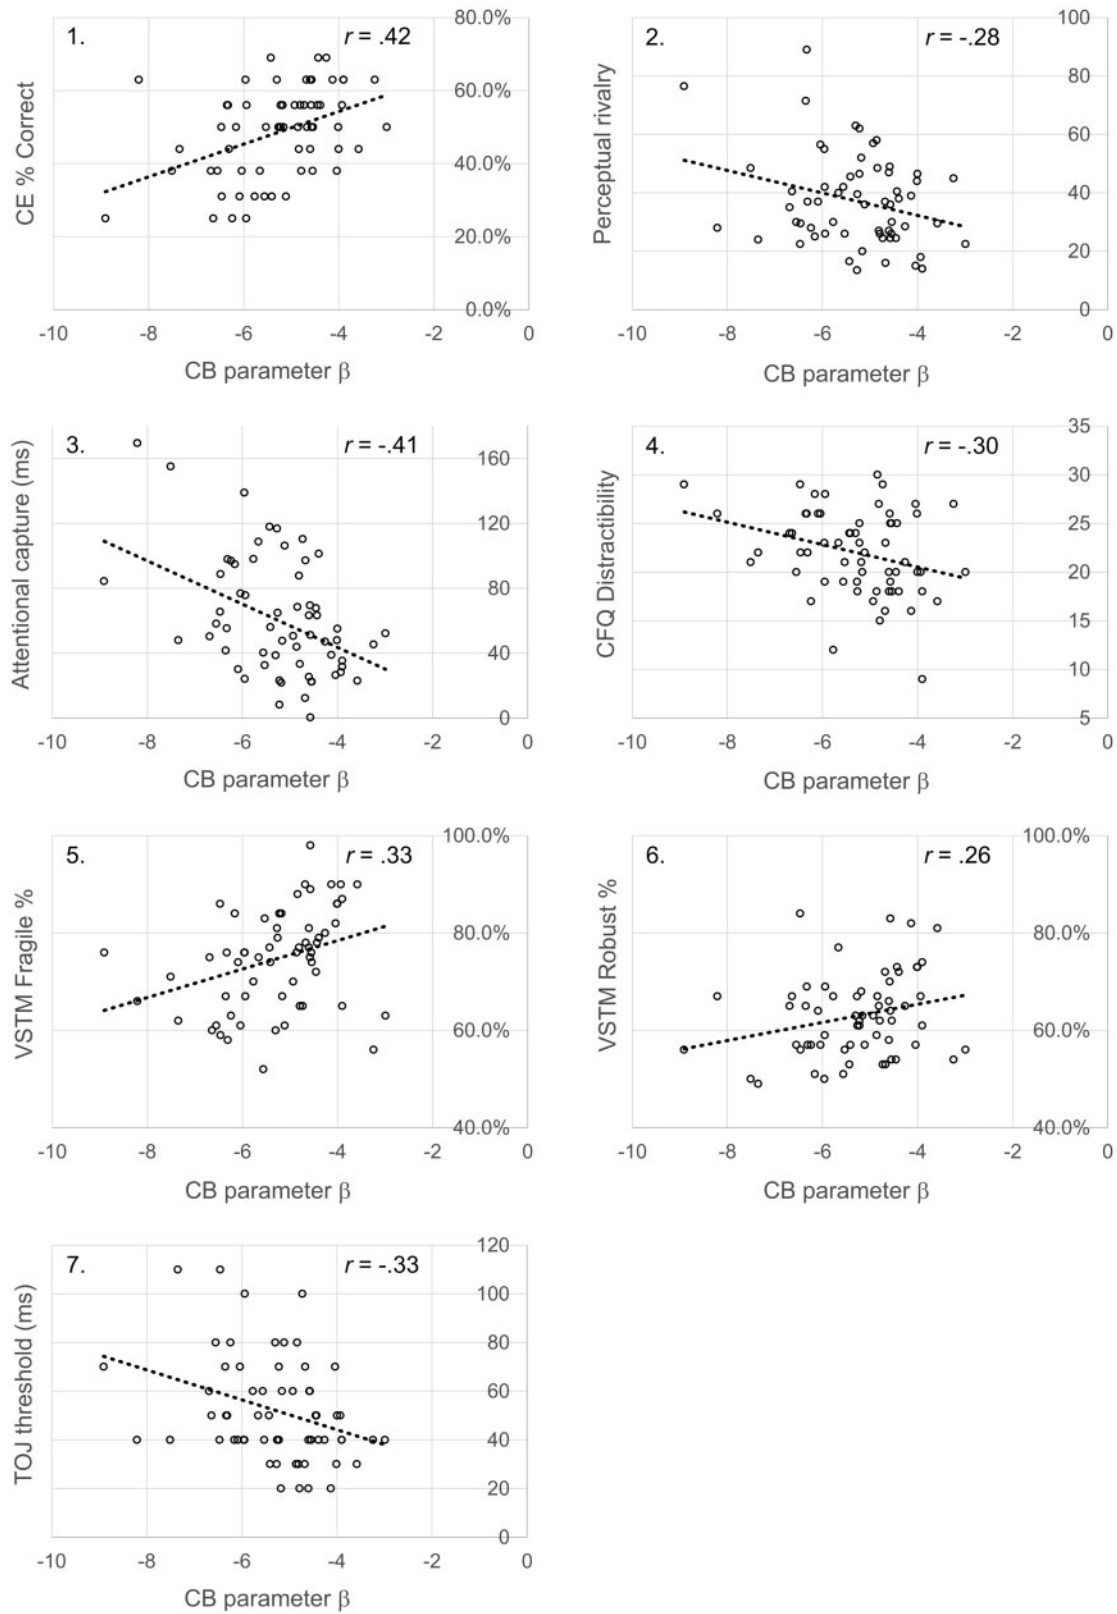 1.
r = .42
80.0%
60.0%
40.0%
20.0%
0.0%
CE % Correct
-10 -8 -6 -4 -2 0
CB parameter β
2.
r = -.28
100
80
60
40
20
0
Perceptual rivalry
-10 -8 -6 -4 -2 0
CB parameter β
3.
r = -.41
160
120
80
40
0
Attentional capture (ms)
-10 -8 -6 -4 -2 0
CB parameter β
4.
r = -.30
35
30
25
20
15
10
5
CFQ Distractibility
-10 -8 -6 -4 -2 0
CB parameter β
5.
r = .33
100.0%
80.0%
60.0%
40.0%
VSTM Fragile %
-10 -8 -6 -4 -2 0
CB parameter β
6.
r = .26
100.0%
80.0%
60.0%
40.0%
VSTM Robust %
-10 -8 -6 -4 -2 0
CB parameter β
7.
r = -.33
120
100
80
60
40
20
0
TOJ threshold (ms)
-10 -8 -6 -4 -2 0
CB parameter β